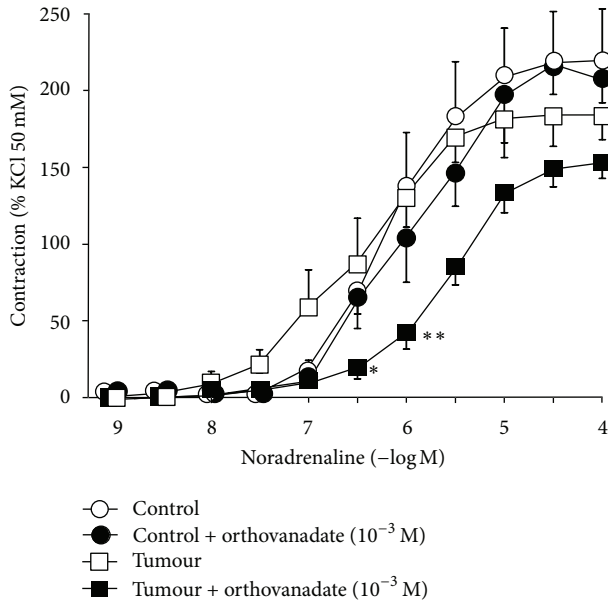 250
200
150
100
50
0
Contraction (% KCl 50 mM)
*
**
9 8 7 6 5 4
Noradrenaline (−log M)
Control
Control + orthovanadate (10⁻³ M)
Tumour
Tumour + orthovanadate (10⁻³ M)